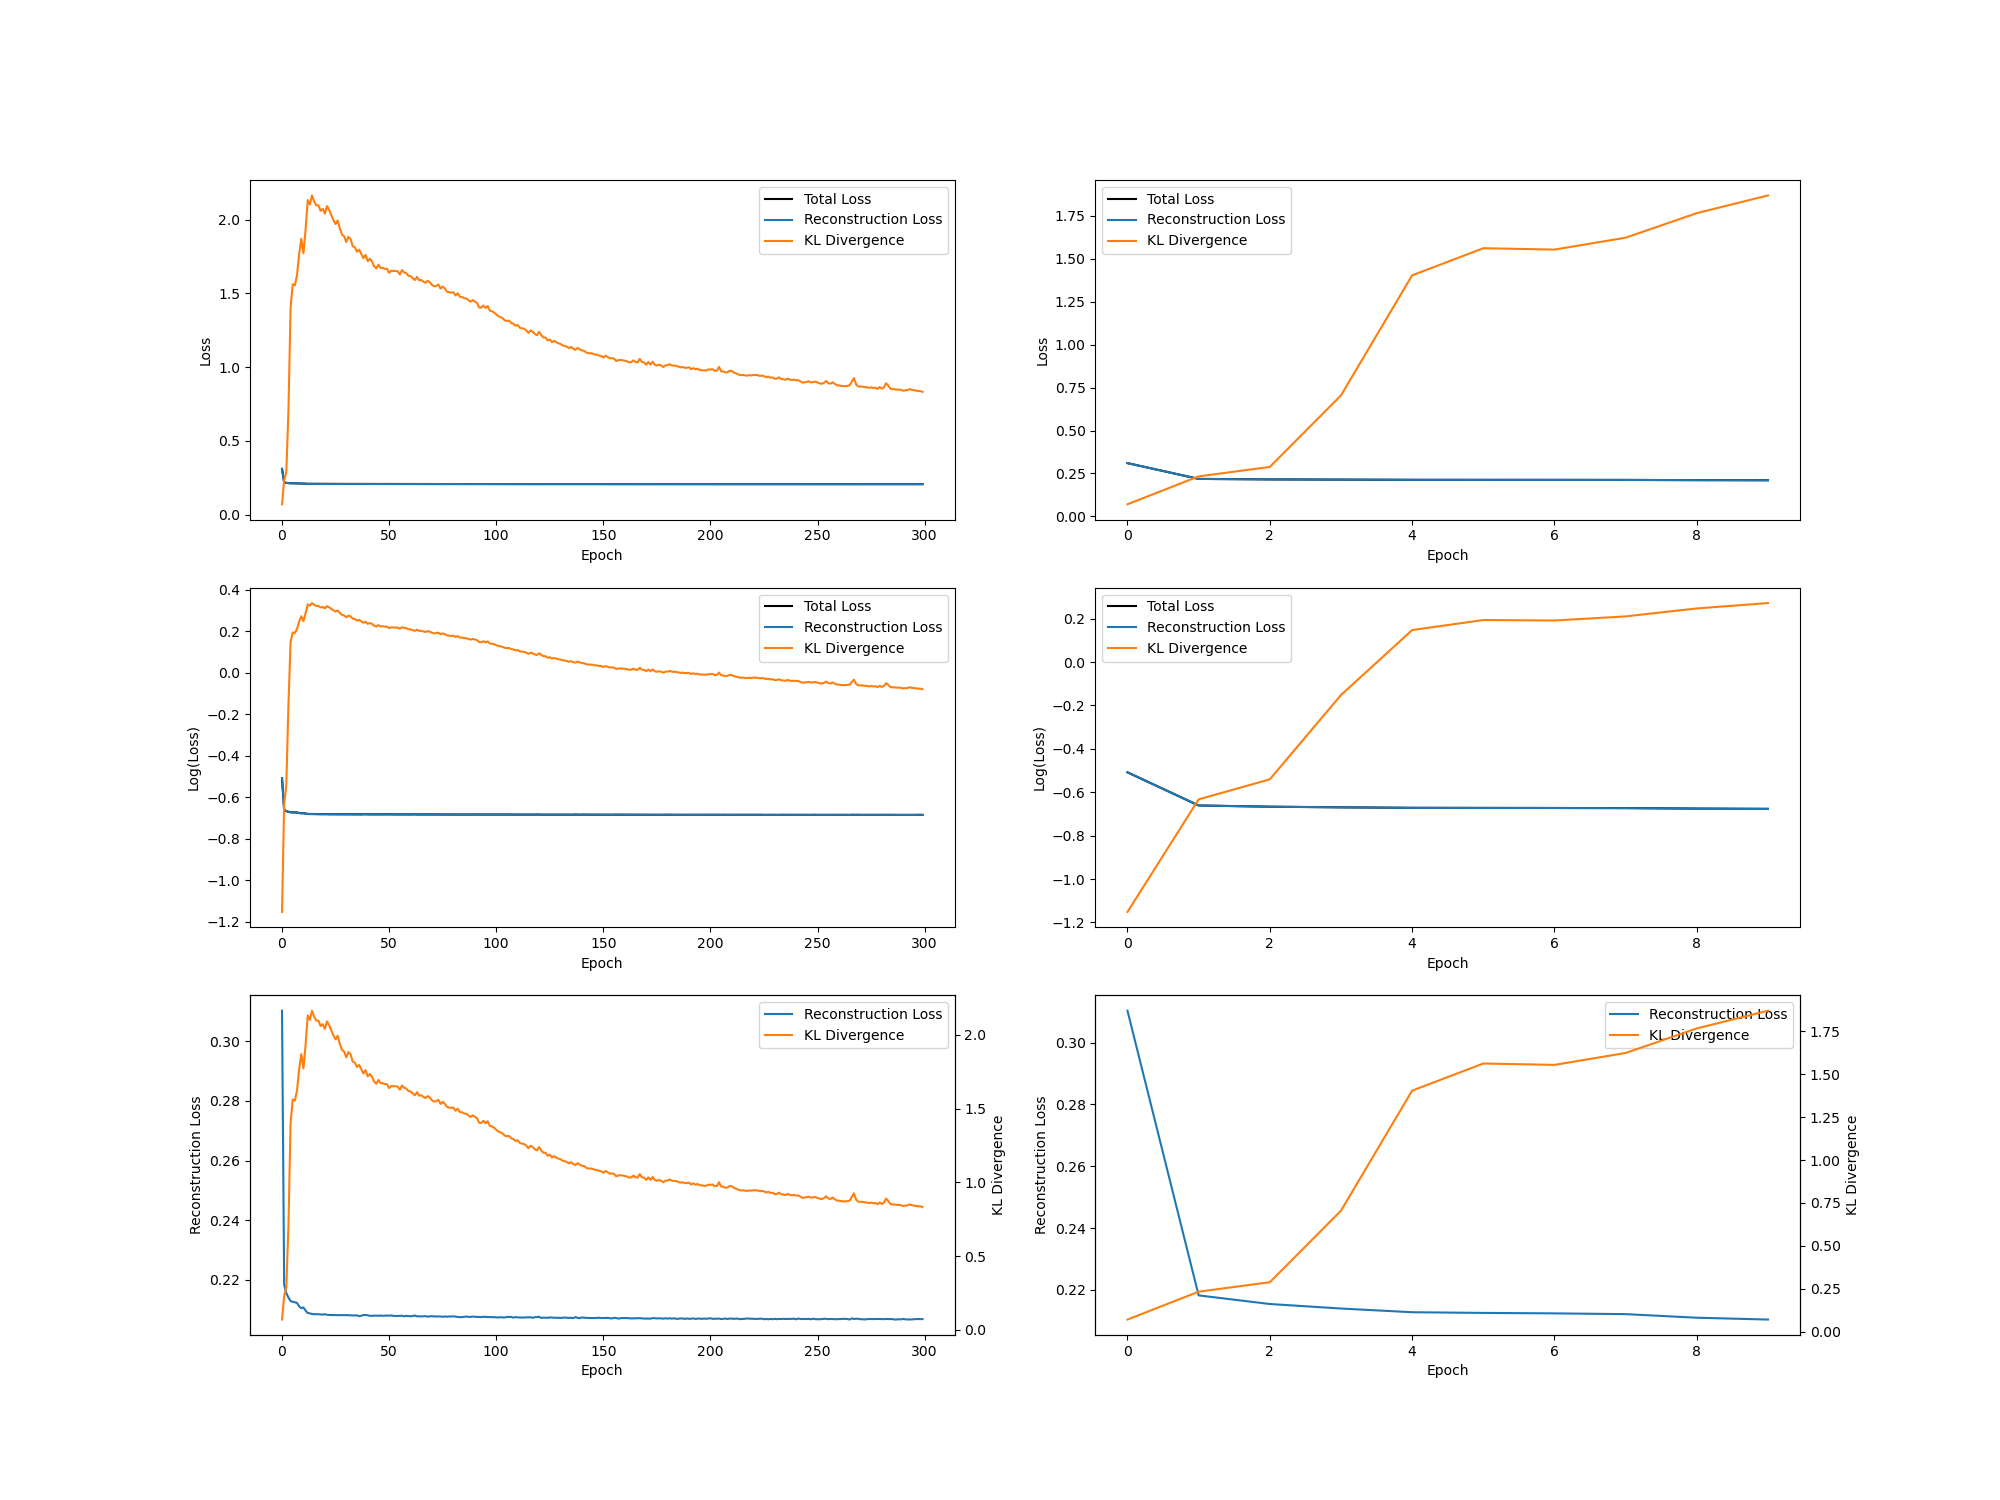 Total Loss
Reconstruction Loss
KL Divergence
2.0
1.5
1.0
0.5
0.0
Loss
0 50 100 150 200 250 300
Epoch
Total Loss
Reconstruction Loss
KL Divergence
1.75
1.50
1.25
1.00
0.75
0.50
0.25
0.00
Loss
0 2 4 6 8
Epoch
Total Loss
Reconstruction Loss
KL Divergence
0.4
0.2
0.0
−0.2
−0.4
−0.6
−0.8
−1.0
−1.2
Log(Loss)
0 50 100 150 200 250 300
Epoch
Total Loss
Reconstruction Loss
KL Divergence
0.2
0.0
−0.2
−0.4
−0.6
−0.8
−1.0
−1.2
Log(Loss)
0 2 4 6 8
Epoch
Reconstruction Loss
KL Divergence
0.30
0.28
0.26
0.24
0.22
Reconstruction Loss
2.0
1.5
1.0
0.5
0.0
KL Divergence
0 50 100 150 200 250 300
Epoch
Reconstruction Loss
KL Divergence
0.30
0.28
0.26
0.24
0.22
Reconstruction Loss
1.75
1.50
1.25
1.00
0.75
0.50
0.25
0.00
KL Divergence
0 2 4 6 8
Epoch